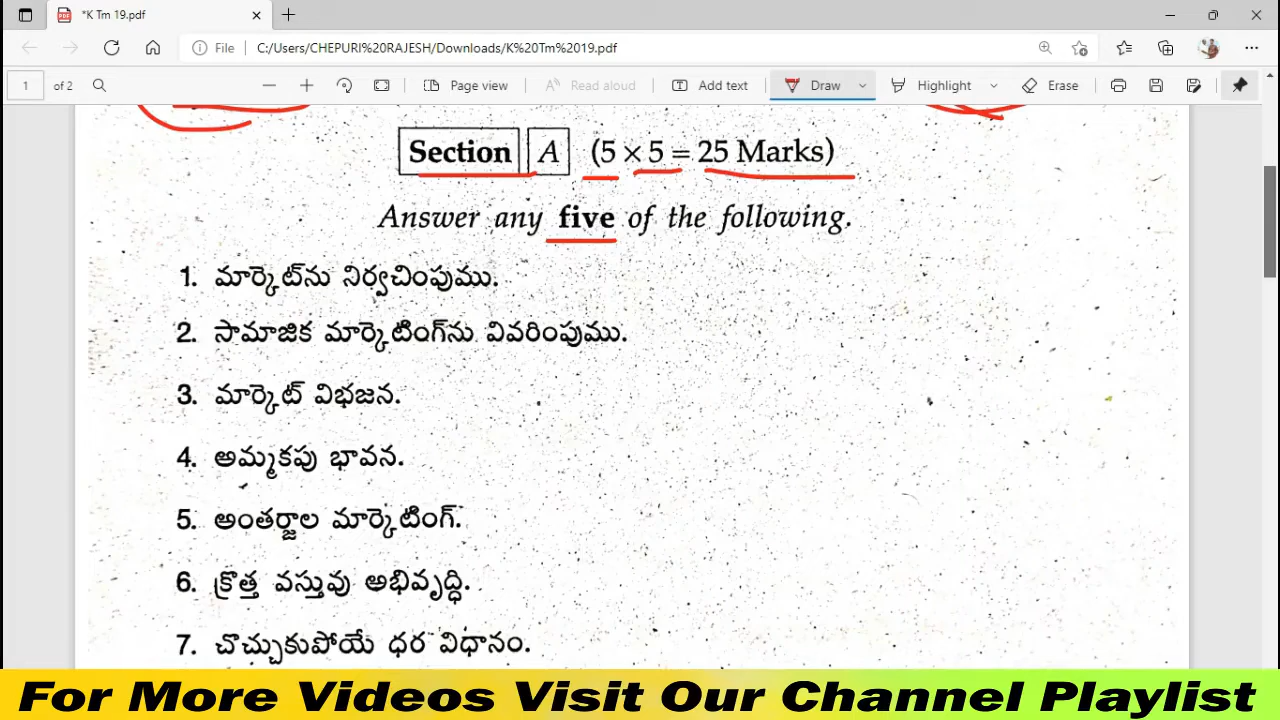 *K Tm 19.pdf
File C:/Users/CHEPURI%20RAJESH/Downloads/K%20Tm%2019.pdf
1 of 2 Page view Read aloud Add text Draw Highlight Erase
Section A (5 × 5 = 25 Marks)
Answer any five of the following.
1. మార్కెట్‌ను నిర్వచింపుము.
2. సామాజిక మార్కెటింగ్‌ను వివరింపుము.
3. మార్కెట్ విభజన.
4. అమ్మకపు భావన.
5. అంతర్జాల మార్కెటింగ్.
6. క్రొత్త వస్తువు అభివృద్ధి.
7. చొచ్చుకుపోయే ధర విధానం.
For More Videos Visit Our Channel Playlist